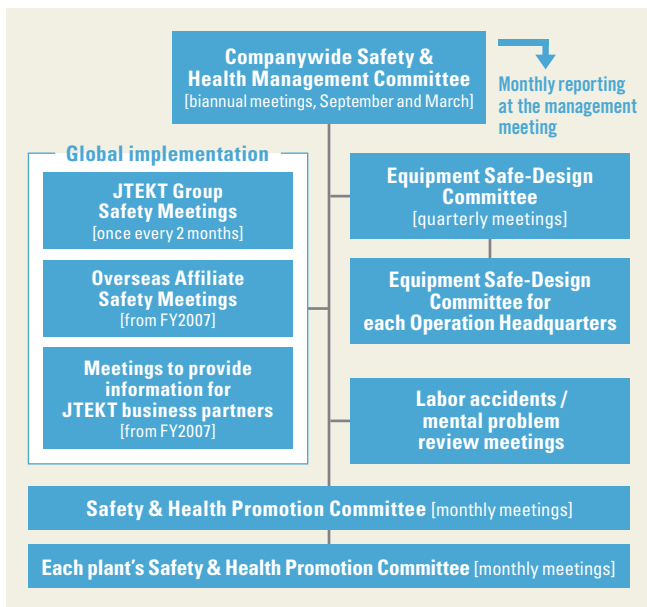 Companywide Safety &
Health Management Committee
[biannual meetings, September and March]
Monthly reporting
at the management
meeting
Global implementation
JTEKT Group
Safety Meetings
[once every 2 months]
Overseas Affiliate
Safety Meetings
[from FY2007]
Meetings to provide
information for
JTEKT business partners
[from FY2007]
Equipment Safe-Design
Committee
[quarterly meetings]
Equipment Safe-Design
Committee for
each Operation Headquarters
Labor accidents /
mental problem
review meetings
Safety & Health Promotion Committee [monthly meetings]
Each plant's Safety & Health Promotion Committee [monthly meetings]